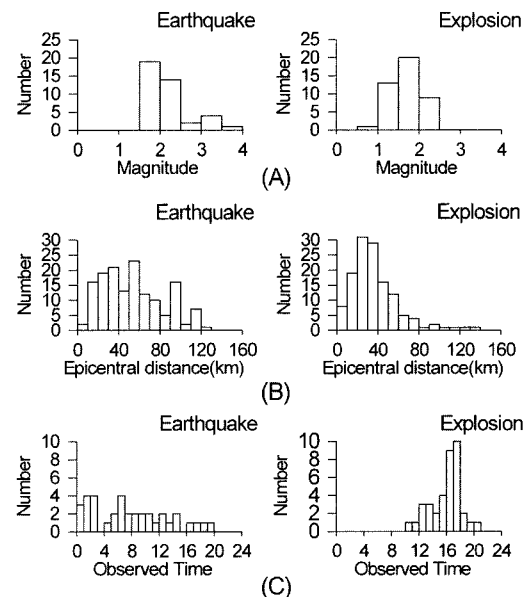 Earthquake Explosion
25 25
20 20
15 15
10 10
5 5
0 0
Number Number
0 1 2 3 4 0 1 2 3 4
Magnitude Magnitude
(A)
Earthquake Explosion
30 30
25 25
20 20
15 15
10 10
5 5
0 0
Number Number
0 40 80 120 160 0 40 80 120 160
Epicentral distance(km) Epicentral distance(km)
(B)
Earthquake Explosion
10 10
8 8
6 6
4 4
2 2
0 0
Number Number
0 4 8 12 16 20 24 0 4 8 12 16 20 24
Observed Time Observed Time
(C)